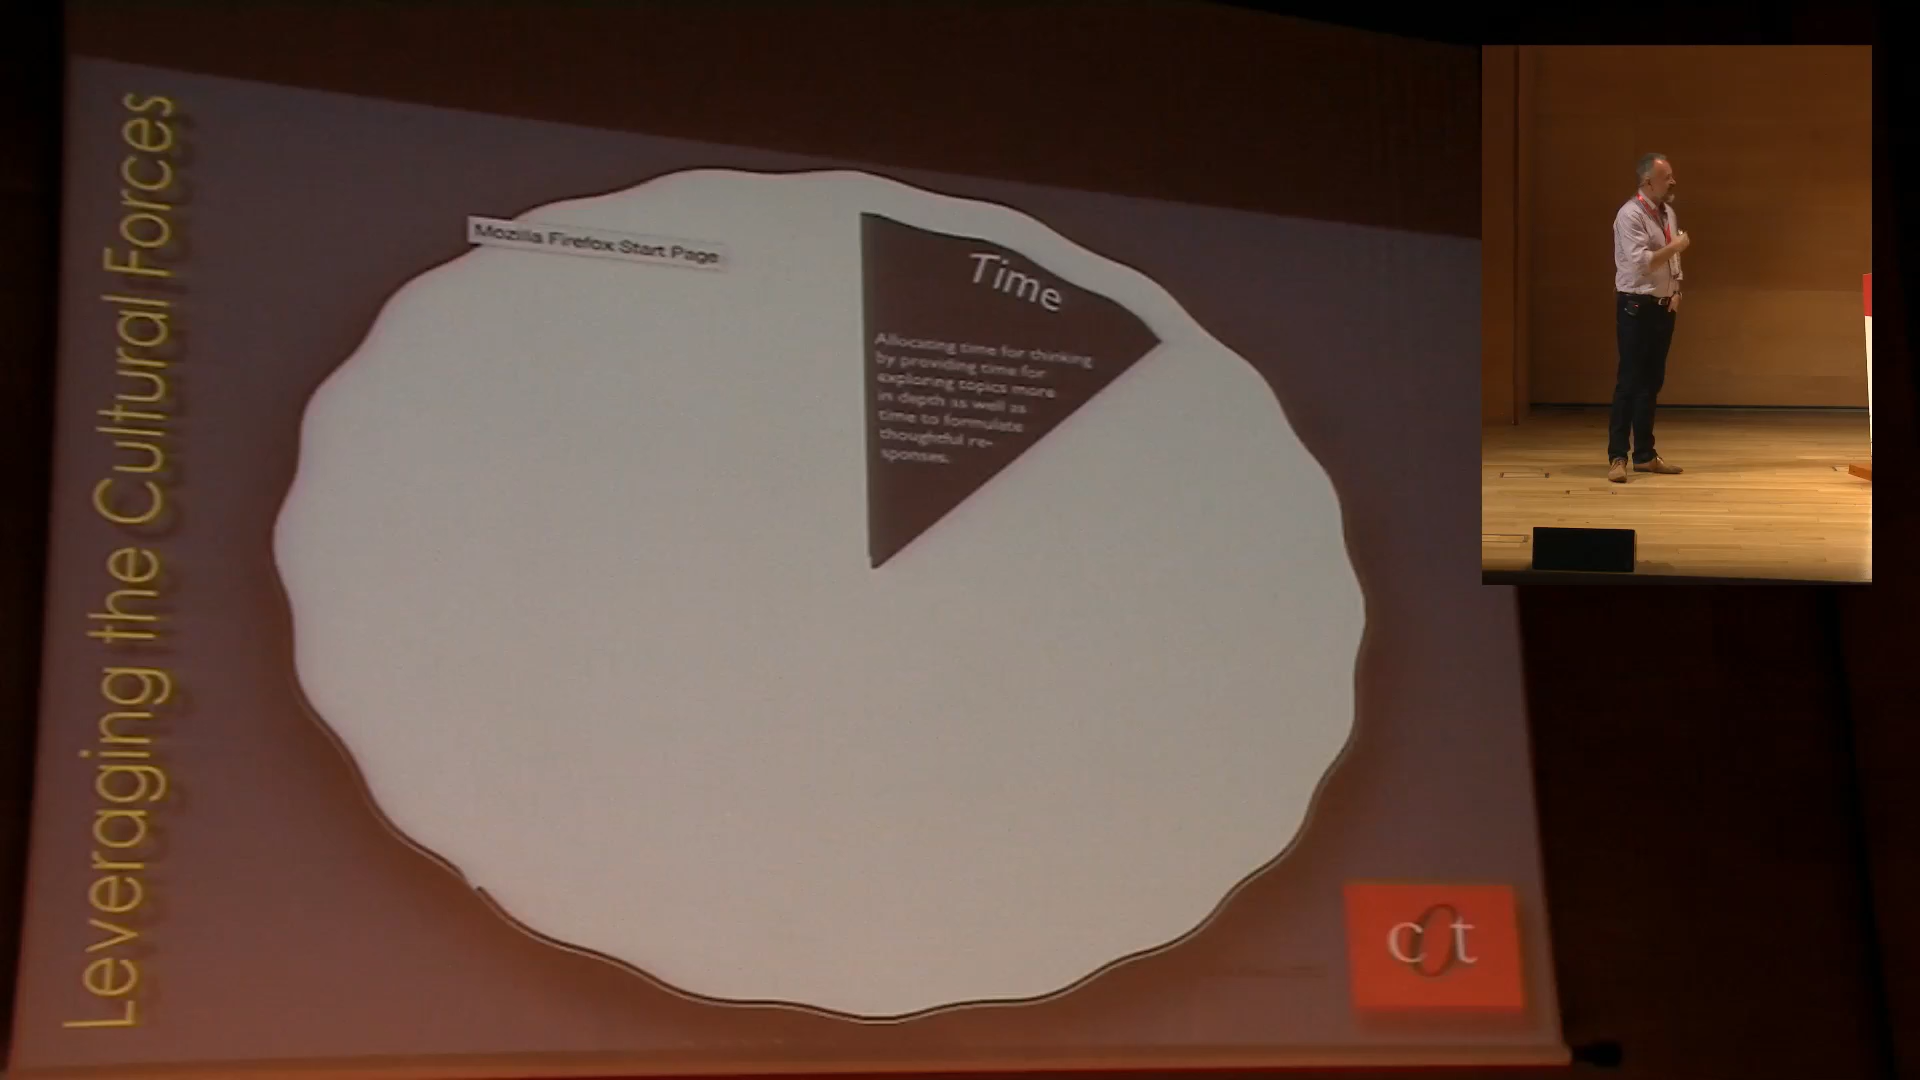 Leveraging the Cultural Forces
Mozilla Firefox Start Page
Time
Allocating time for thinking
by providing time for
exploring topics more
in depth as well as
time to formulate
thoughtful re-
sponses.
cOt